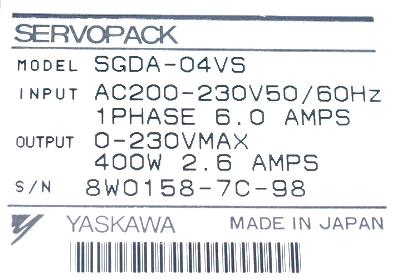 SERVOPACK
MODEL SGDA-04VS
INPUT AC200-230V50/60Hz
1PHASE 6.0 AMPS
OUTPUT 0-230VMAX
400W 2.6 AMPS
S/N 8W0158-7C-98
YASKAWA MADE IN JAPAN